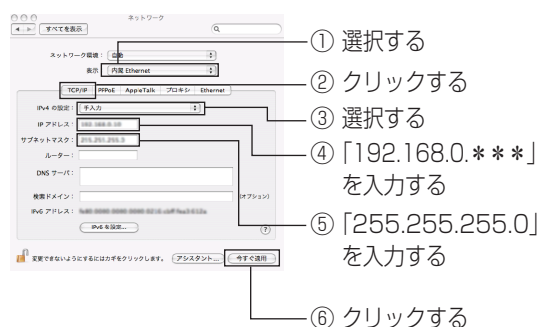 ネットワーク
すべてを表示
ネットワーク環境： 自動
表示： 内蔵 Ethernet
TCP/IP PPPoE AppleTalk プロキシ Ethernet
IPv4 の設定： 手入力
IP アドレス： 192.168.0.10
サブネットマスク：
ルーター：
DNS サーバ：
検索ドメイン： (オプション)
IPv6 アドレス：
IPv6 を設定...
?
変更できないようにするにはカギをクリックします。 アシスタント... 今すぐ適用
① 選択する
② クリックする
③ 選択する
④ 「192.168.0.＊＊＊」
を入力する
⑤ 「255.255.255.0」
を入力する
⑥ クリックする